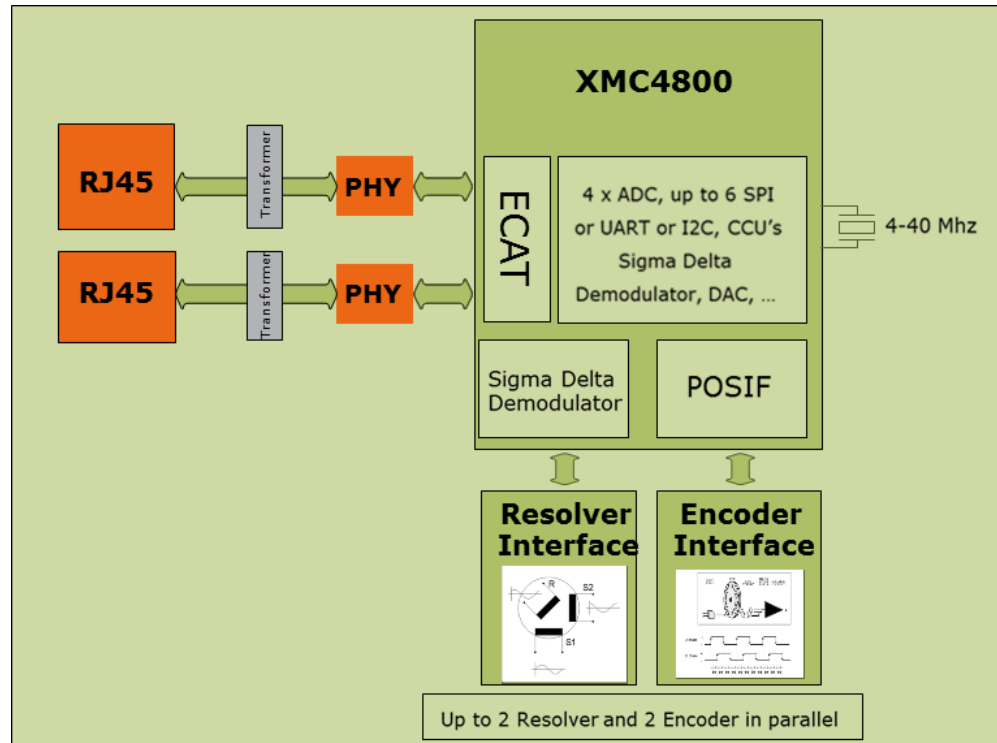 XMC4800
RJ45
Transformer
PHY
ECAT
4 x ADC, up to 6 SPI
or UART or I2C, CCU's
Sigma Delta
Demodulator, DAC, ...
4-40 Mhz
RJ45
Transformer
PHY
Sigma Delta
Demodulator
POSIF
Resolver
Interface
R
S2
S1
Encoder
Interface
Up to 2 Resolver and 2 Encoder in parallel